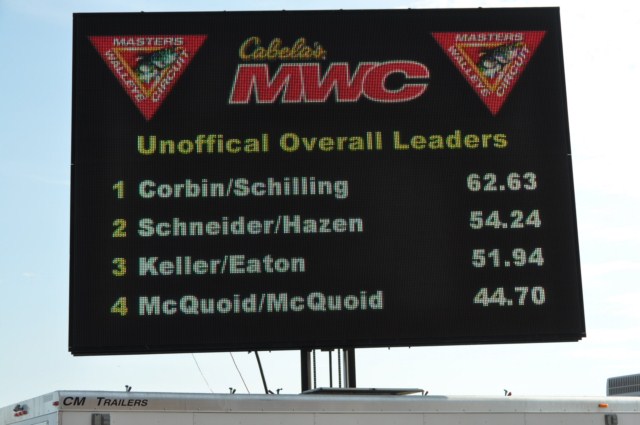 MASTERS WALLEYE CIRCUIT
Cabela's
MWC
MASTERS WALLEYE CIRCUIT
Unoffical Overall Leaders
1 Corbin/Schilling 62.63
2 Schneider/Hazen 54.24
3 Keller/Eaton 51.94
4 McQuoid/McQuoid 44.70
CM TRAILERS